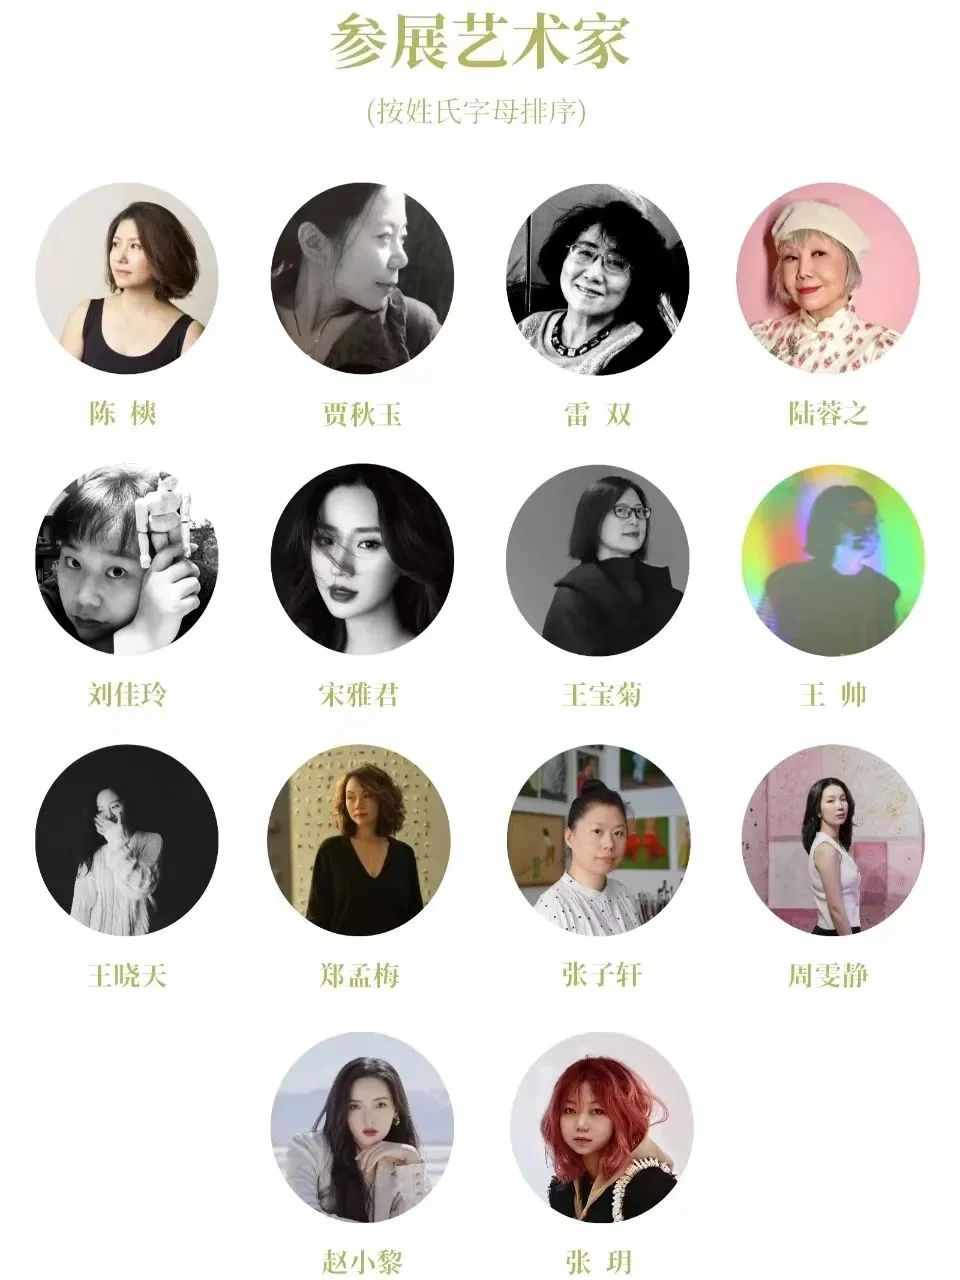 参展艺术家
(按姓氏字母排序)
陈 樉 贾秋玉 雷 双 陆蓉之
刘佳玲 宋雅君 王宝菊 王 帅
王晓天 郑孟梅 张子轩 周雯静
赵小黎 张 玥